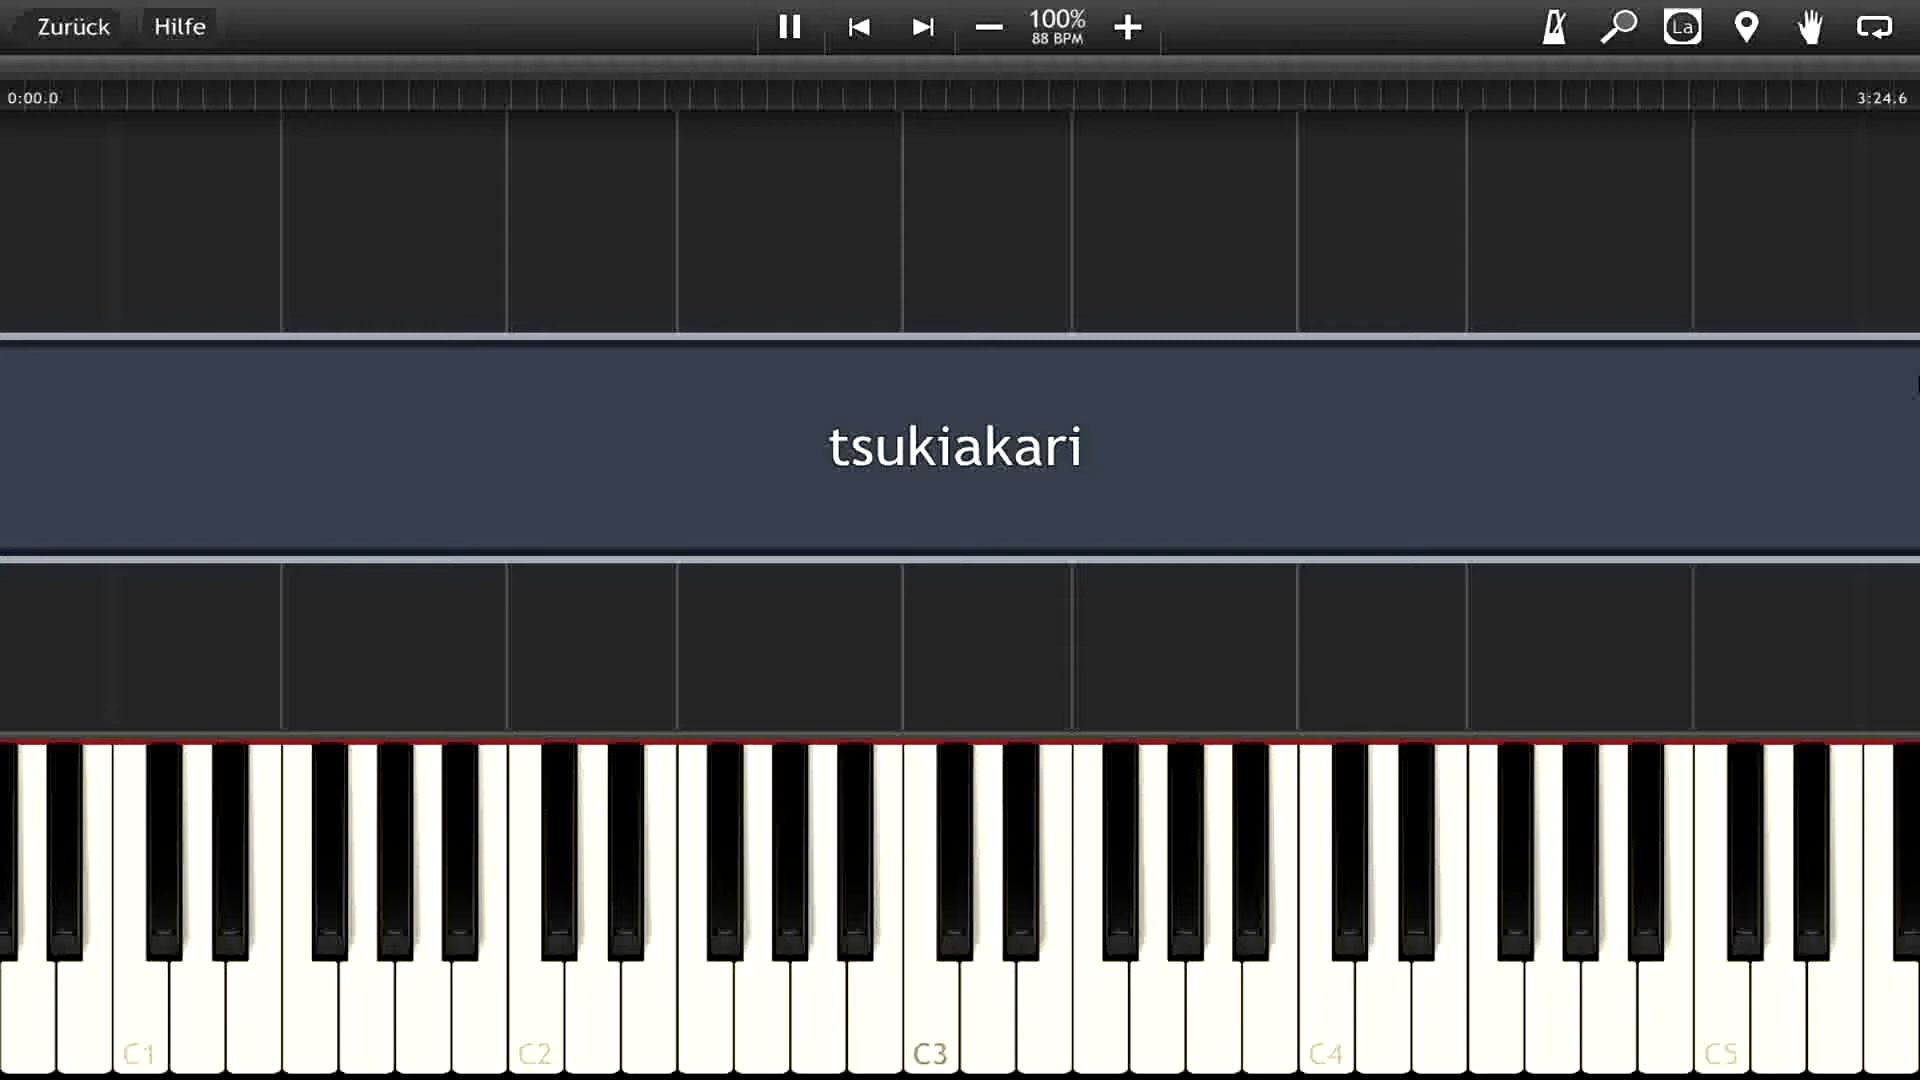 Zurück Hilfe 100%
88 BPM La
0:00.0 3:24.6
tsukiakari
C1 C2 C3 C4 C5